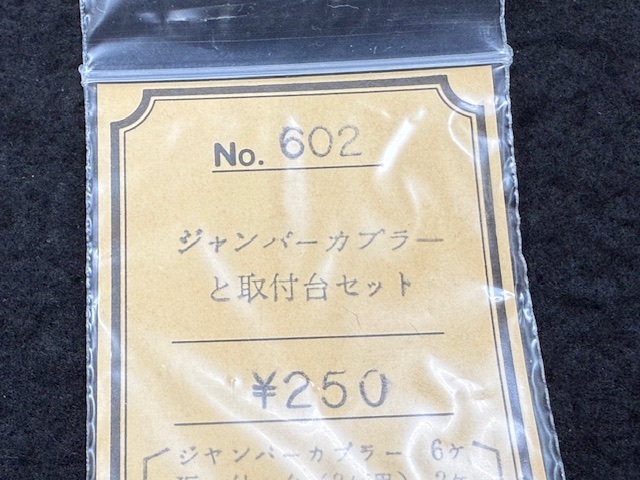 No. 602
ジャンパーカプラー
と取付台セット
¥250
ジャンパーカプラー 6ケ